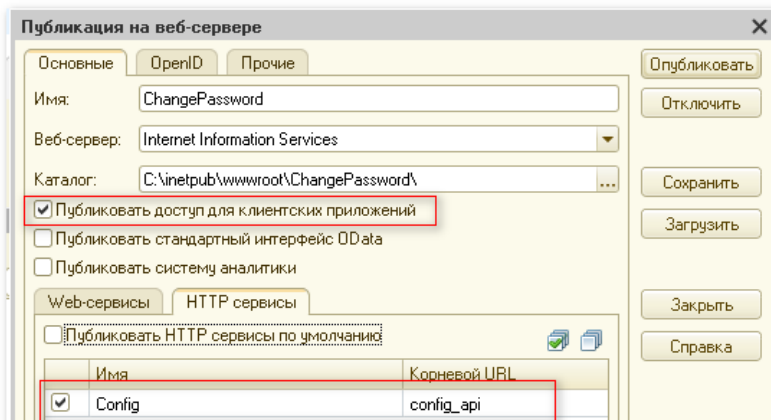 Публикация на веб-сервере
Основные OpenID Прочие
Опубликовать
Имя: ChangePassword
Отключить
Веб-сервер: Internet Information Services
Каталог: C:\inetpub\wwwroot\ChangePassword\ ...
Сохранить
Публиковать доступ для клиентских приложений
Загрузить
Публиковать стандартный интерфейс OData
Публиковать систему аналитики
Web-сервисы HTTP сервисы
Закрыть
Публиковать HTTP сервисы по умолчанию
Справка
Имя Корневой URL
Config config_api